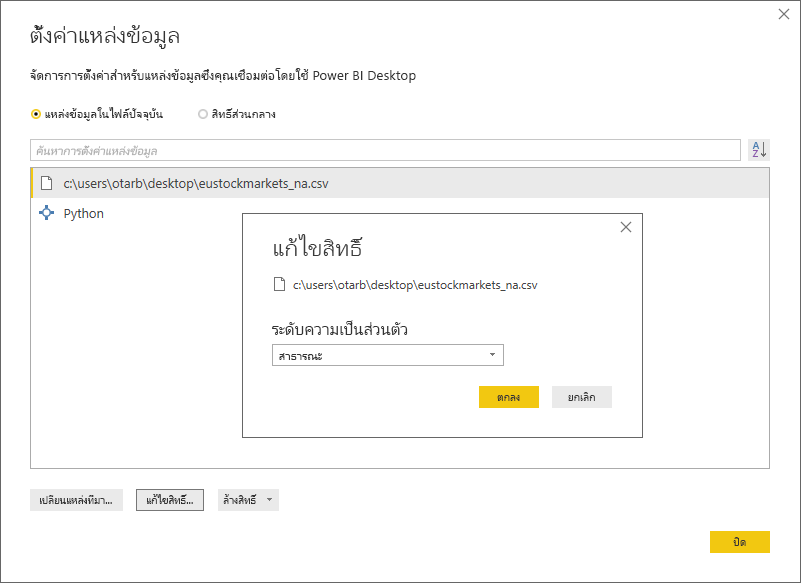 ตั้งค่าแหล่งข้อมูล
จัดการการตั้งค่าสำหรับแหล่งข้อมูลซึ่งคุณเชื่อมต่อโดยใช้ Power BI Desktop
แหล่งข้อมูลในไฟล์ปัจจุบัน สิทธิ์ส่วนกลาง
ค้นหาการตั้งค่าแหล่งข้อมูล
A
Z
c:\users\otarb\desktop\eustockmarkets_na.csv
Python
แก้ไขสิทธิ์
c:\users\otarb\desktop\eustockmarkets_na.csv
ระดับความเป็นส่วนตัว
สาธารณะ
ตกลง ยกเลิก
เปลี่ยนแหล่งที่มา... แก้ไขสิทธิ์... ล้างสิทธิ์
ปิด